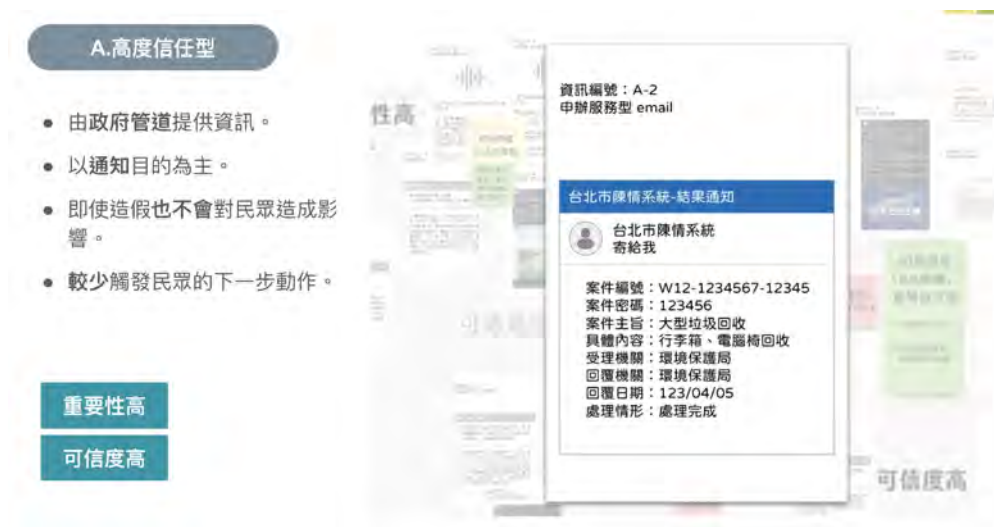 A.高度信任型
• 由政府管道提供資訊。
• 以通知目的為主。
• 即使造假也不會對民眾造成影
響。
• 較少觸發民眾的下一步動作。
重要性高
可信度高
性高
資訊編號：A-2
申辦服務型 email
台北市陳情系統-結果通知
台北市陳情系統
寄給我
案件編號：W12-1234567-12345
案件密碼：123456
案件主旨：大型垃圾回收
具體內容：行李箱、電腦椅回收
受理機關：環境保護局
回覆機關：環境保護局
回覆日期：123/04/05
處理情形：處理完成
可信度高